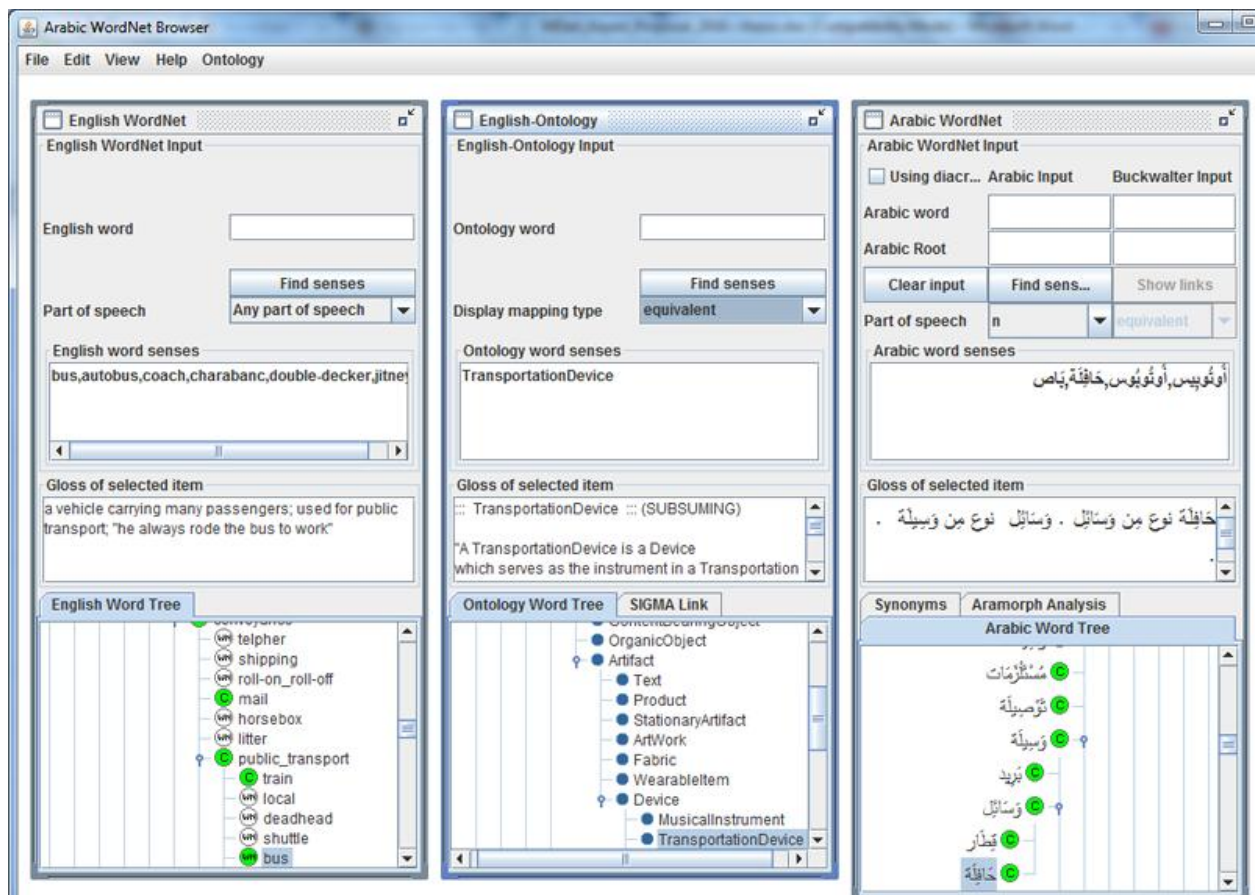 Arabic WordNet Browser
File Edit View Help Ontology
English WordNet
English WordNet Input
English word
Find senses
Part of speech Any part of speech
English word senses
bus,autobus,coach,charabanc,double-decker,jitney
Gloss of selected item
a vehicle carrying many passengers; used for public
transport; "he always rode the bus to work"
English Word Tree
telpher
shipping
roll-on_roll-off
mail
horsebox
litter
public_transport
train
local
deadhead
shuttle
bus
English-Ontology
English-Ontology Input
Ontology word
Find senses
Display mapping type equivalent
Ontology word senses
TransportationDevice
Gloss of selected item
::: TransportationDevice ::: (SUBSUMING)
"A TransportationDevice is a Device
which serves as the instrument in a Transportation
Ontology Word Tree SIGMA Link
ContentBearingObject
OrganicObject
Artifact
Text
Product
StationaryArtifact
ArtWork
Fabric
WearableItem
Device
MusicalInstrument
TransportationDevice
Arabic WordNet
Arabic WordNet Input
Using diacr... Arabic Input Buckwalter Input
Arabic word
Arabic Root
Clear input Find sens... Show links
Part of speech n equivalent
Arabic word senses
أُوتُوبِيس,أُوتُوبُوس,حَافِلَة,بَاص
Gloss of selected item
حَافِلَة نوع مِن وَسَائِل . وَسَائِل نوع مِن وَسِيلَة .
.
Synonyms Aramorph Analysis
Arabic Word Tree
مُسْتَلْزَمَات
تَوْصِيلَة
وَسِيلَة
بَرِيد
وَسَائِل
قِطَار
حَافِلَة